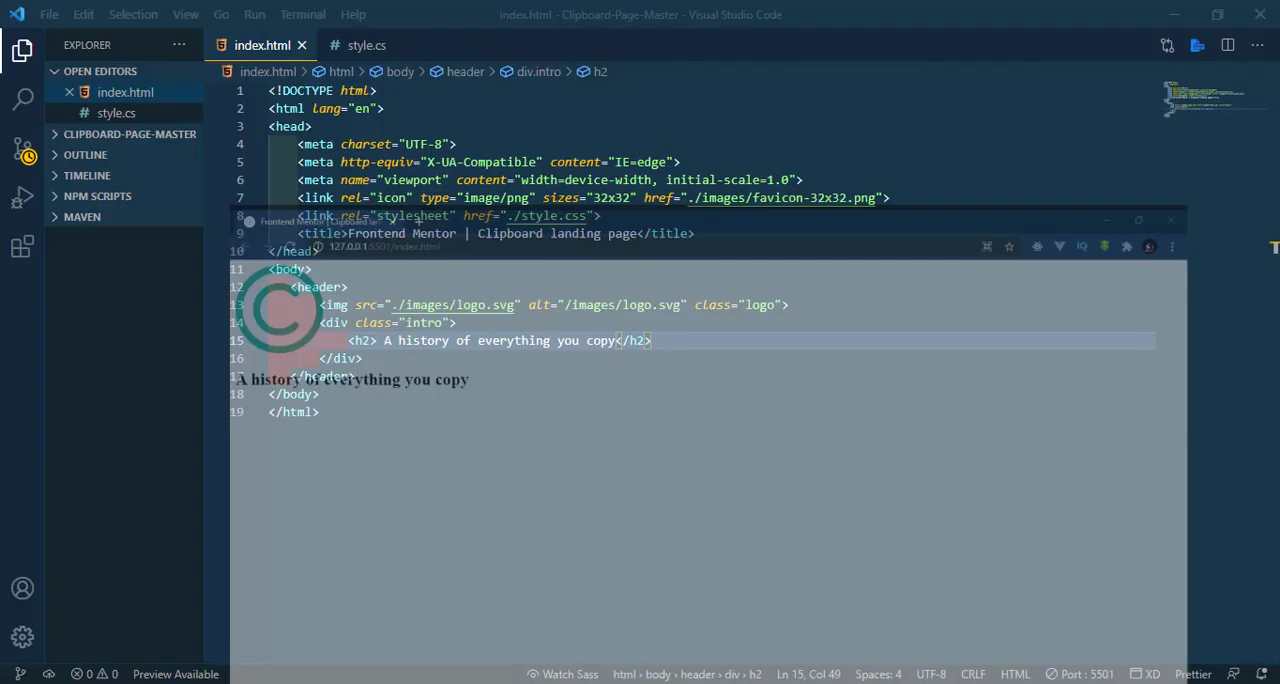 File Edit Selection View Go Run Terminal Help index.html - Clipboard-Page-Master - Visual Studio Code
EXPLORER
OPEN EDITORS
index.html
style.cs
CLIPBOARD-PAGE-MASTER
OUTLINE
TIMELINE
NPM SCRIPTS
MAVEN
index.html style.cs
index.html > html > body > header > div.intro > h2
1 <!DOCTYPE html>
2 <html lang="en">
3 <head>
4 <meta charset="UTF-8">
5 <meta http-equiv="X-UA-Compatible" content="IE=edge">
6 <meta name="viewport" content="width=device-width, initial-scale=1.0">
7 <link rel="icon" type="image/png" sizes="32x32" href="./images/favicon-32x32.png">
8 <link rel="stylesheet" href="./style.css">
9 <title>Frontend Mentor | Clipboard landing page</title>
10 </head>
11 <body>
12 <header>
13 <img src="./images/logo.svg" alt="/images/logo.svg" class="logo">
14 <div class="intro">
15 <h2> A history of everything you copy</h2>
16 </div>
17 </header>
18 </body>
19 </html>
Frontend Mentor | Clipboard lan
127.0.0.1:5501/index.html
IQ
A history of everything you copy
0 0 Preview Available Watch Sass html › body › header › div › h2 Ln 15, Col 49 Spaces: 4 UTF-8 CRLF HTML Port : 5501 XD Prettier